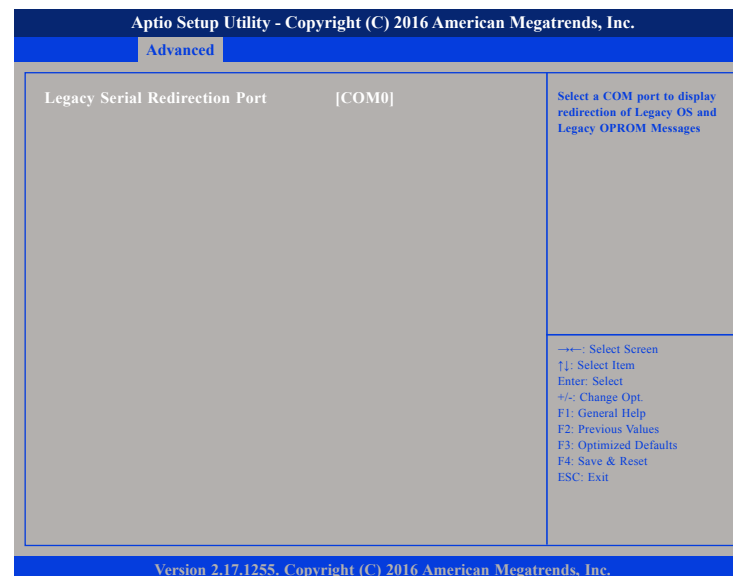 Aptio Setup Utility - Copyright (C) 2016 American Megatrends, Inc.
Advanced
Legacy Serial Redirection Port [COM0]
Select a COM port to display
redirection of Legacy OS and
Legacy OPROM Messages
→←: Select Screen
↑↓: Select Item
Enter: Select
+/-: Change Opt.
F1: General Help
F2: Previous Values
F3: Optimized Defaults
F4: Save & Reset
ESC: Exit
Version 2.17.1255. Copyright (C) 2016 American Megatrends, Inc.